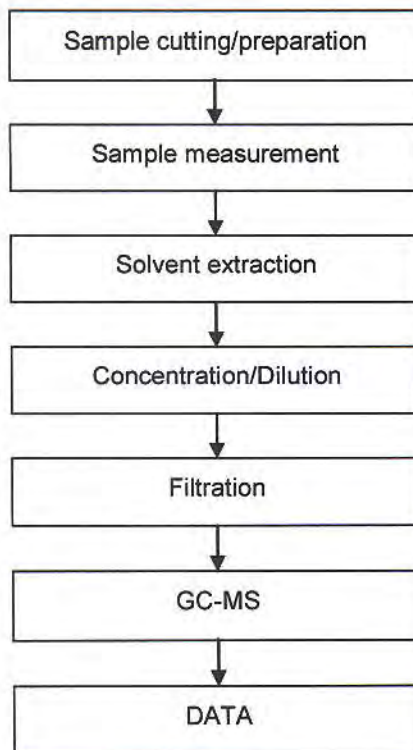 Sample cutting/preparation
Sample measurement
Solvent extraction
Concentration/Dilution
Filtration
GC-MS
DATA